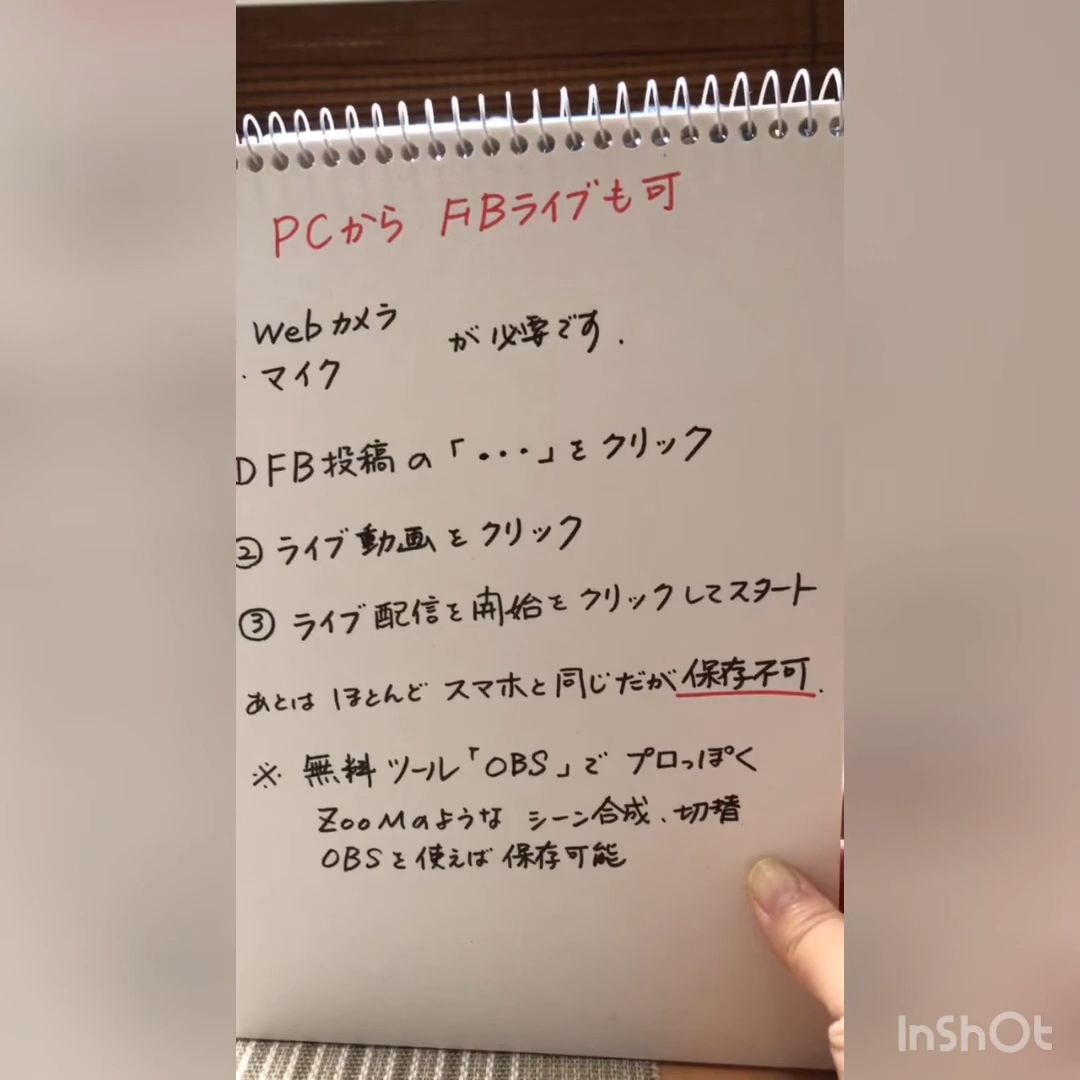 PCから FBライブも可
Webカメラ が必要です.
・マイク
①FB投稿の「・・・」をクリック
② ライブ動画をクリック
③ ライブ配信を開始をクリックしてスタート
あとは ほとんど スマホと同じだが保存不可.
※ 無料ツール「OBS」で プロっぽく
ZOOMのような シーン合成、切替
OBSを使えば 保存可能
InShOt